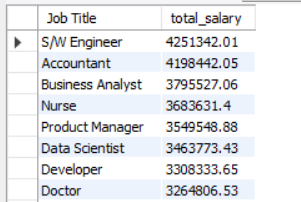 Job Title total_salary
S/W Engineer 4251342.01
Accountant 4198442.05
Business Analyst 3795527.06
Nurse 3683631.4
Product Manager 3549548.88
Data Scientist 3463773.43
Developer 3308333.65
Doctor 3264806.53